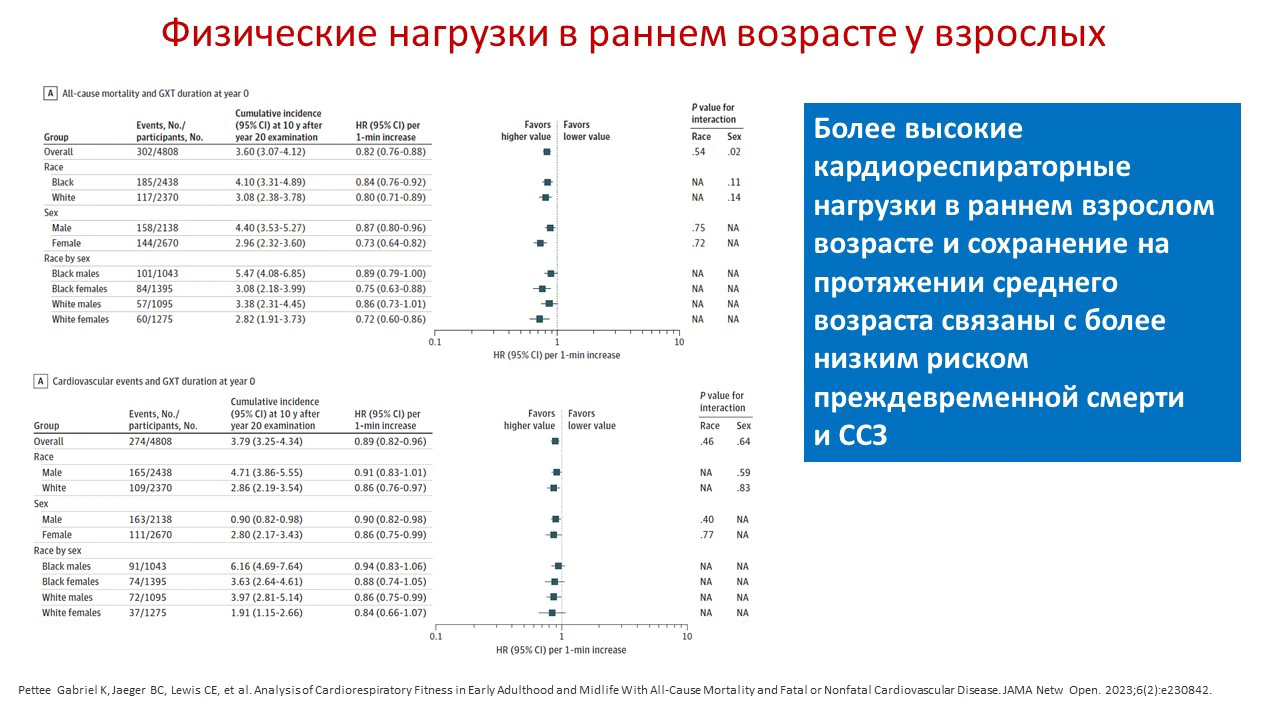 Физические нагрузки в раннем возрасте у взрослых
A All-cause mortality and GXT duration at year 0
Group Events, No./ participants, No. Cumulative incidence (95% CI) at 10 y after year 20 examination HR (95% CI) per 1-min increase Favors higher value Favors lower value P value for interaction Race Sex
Overall 302/4808 3.60 (3.07-4.12) 0.82 (0.76-0.88) .54 .02
Race
Black 185/2438 4.10 (3.31-4.89) 0.84 (0.76-0.92) NA .11
White 117/2370 3.08 (2.38-3.78) 0.80 (0.71-0.89) NA .14
Sex
Male 158/2138 4.40 (3.53-5.27) 0.87 (0.80-0.96) .75 NA
Female 144/2670 2.96 (2.32-3.60) 0.73 (0.64-0.82) .72 NA
Race by sex
Black males 101/1043 5.47 (4.08-6.85) 0.89 (0.79-1.00) NA NA
Black females 84/1395 3.08 (2.18-3.99) 0.75 (0.63-0.88) NA NA
White males 57/1095 3.38 (2.31-4.45) 0.86 (0.73-1.01) NA NA
White females 60/1275 2.82 (1.91-3.73) 0.72 (0.60-0.86) NA NA
0.1 1 10
HR (95% CI) per 1-min increase
A Cardiovascular events and GXT duration at year 0
Group Events, No./ participants, No. Cumulative incidence (95% CI) at 10 y after year 20 examination HR (95% CI) per 1-min increase Favors higher value Favors lower value P value for interaction Race Sex
Overall 274/4808 3.79 (3.25-4.34) 0.89 (0.82-0.96) .46 .64
Race
Male 165/2438 4.71 (3.86-5.55) 0.91 (0.83-1.01) NA .59
White 109/2370 2.86 (2.19-3.54) 0.86 (0.76-0.97) NA .83
Sex
Male 163/2138 0.90 (0.82-0.98) 0.90 (0.82-0.98) .40 NA
Female 111/2670 2.80 (2.17-3.43) 0.86 (0.75-0.99) .77 NA
Race by sex
Black males 91/1043 6.16 (4.69-7.64) 0.94 (0.83-1.06) NA NA
Black females 74/1395 3.63 (2.64-4.61) 0.88 (0.74-1.05) NA NA
White males 72/1095 3.97 (2.81-5.14) 0.86 (0.75-0.99) NA NA
White females 37/1275 1.91 (1.15-2.66) 0.84 (0.66-1.07) NA NA
0.1 1 10
HR (95% CI) per 1-min increase
Более высокие
кардиореспираторные
нагрузки в раннем взрослом
возрасте и сохранение на
протяжении среднего
возраста связаны с более
низким риском
преждевременной смерти
и ССЗ
Pettee Gabriel K, Jaeger BC, Lewis CE, et al. Analysis of Cardiorespiratory Fitness in Early Adulthood and Midlife With All-Cause Mortality and Fatal or Nonfatal Cardiovascular Disease. JAMA Netw Open. 2023;6(2):e230842.